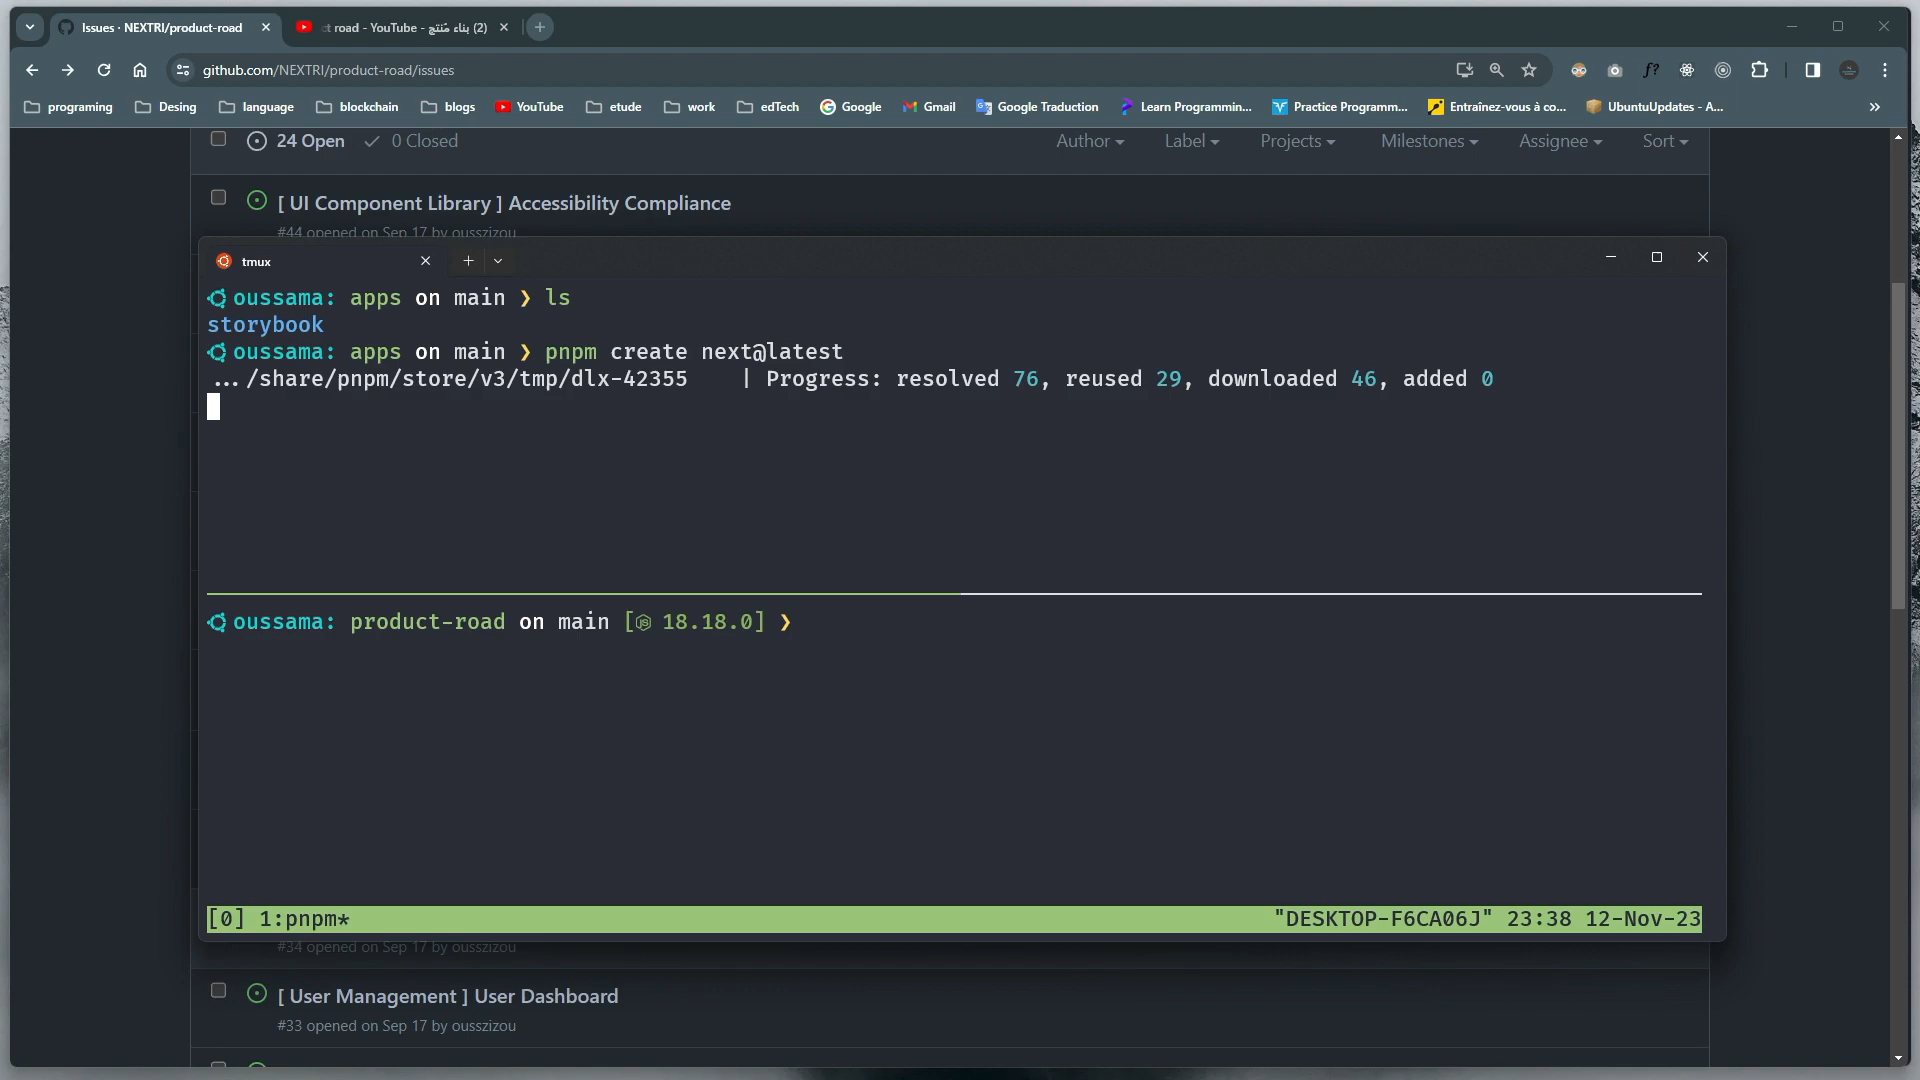 Issues · NEXTRI/product-road
ct road - YouTube - بناء مُنتج (2)
github.com/NEXTRI/product-road/issues
programing
Desing
language
blockchain
blogs
YouTube
etude
work
edTech
Google
Gmail
Google Traduction
Learn Programmin...
Practice Programm...
Entraînez-vous à co...
UbuntuUpdates - A...
24 Open
0 Closed
Author
Label
Projects
Milestones
Assignee
Sort
[ UI Component Library ] Accessibility Compliance
#44 opened on Sep 17 by ousszizou
tmux
oussama: apps on main ❯ ls
storybook
oussama: apps on main ❯ pnpm create next@latest
.../share/pnpm/store/v3/tmp/dlx-42355 | Progress: resolved 76, reused 29, downloaded 46, added 0
oussama: product-road on main [ 18.18.0] ❯
[0] 1:pnpm*
"DESKTOP-F6CA06J" 23:38 12-Nov-23
#34 opened on Sep 17 by ousszizou
[ User Management ] User Dashboard
#33 opened on Sep 17 by ousszizou